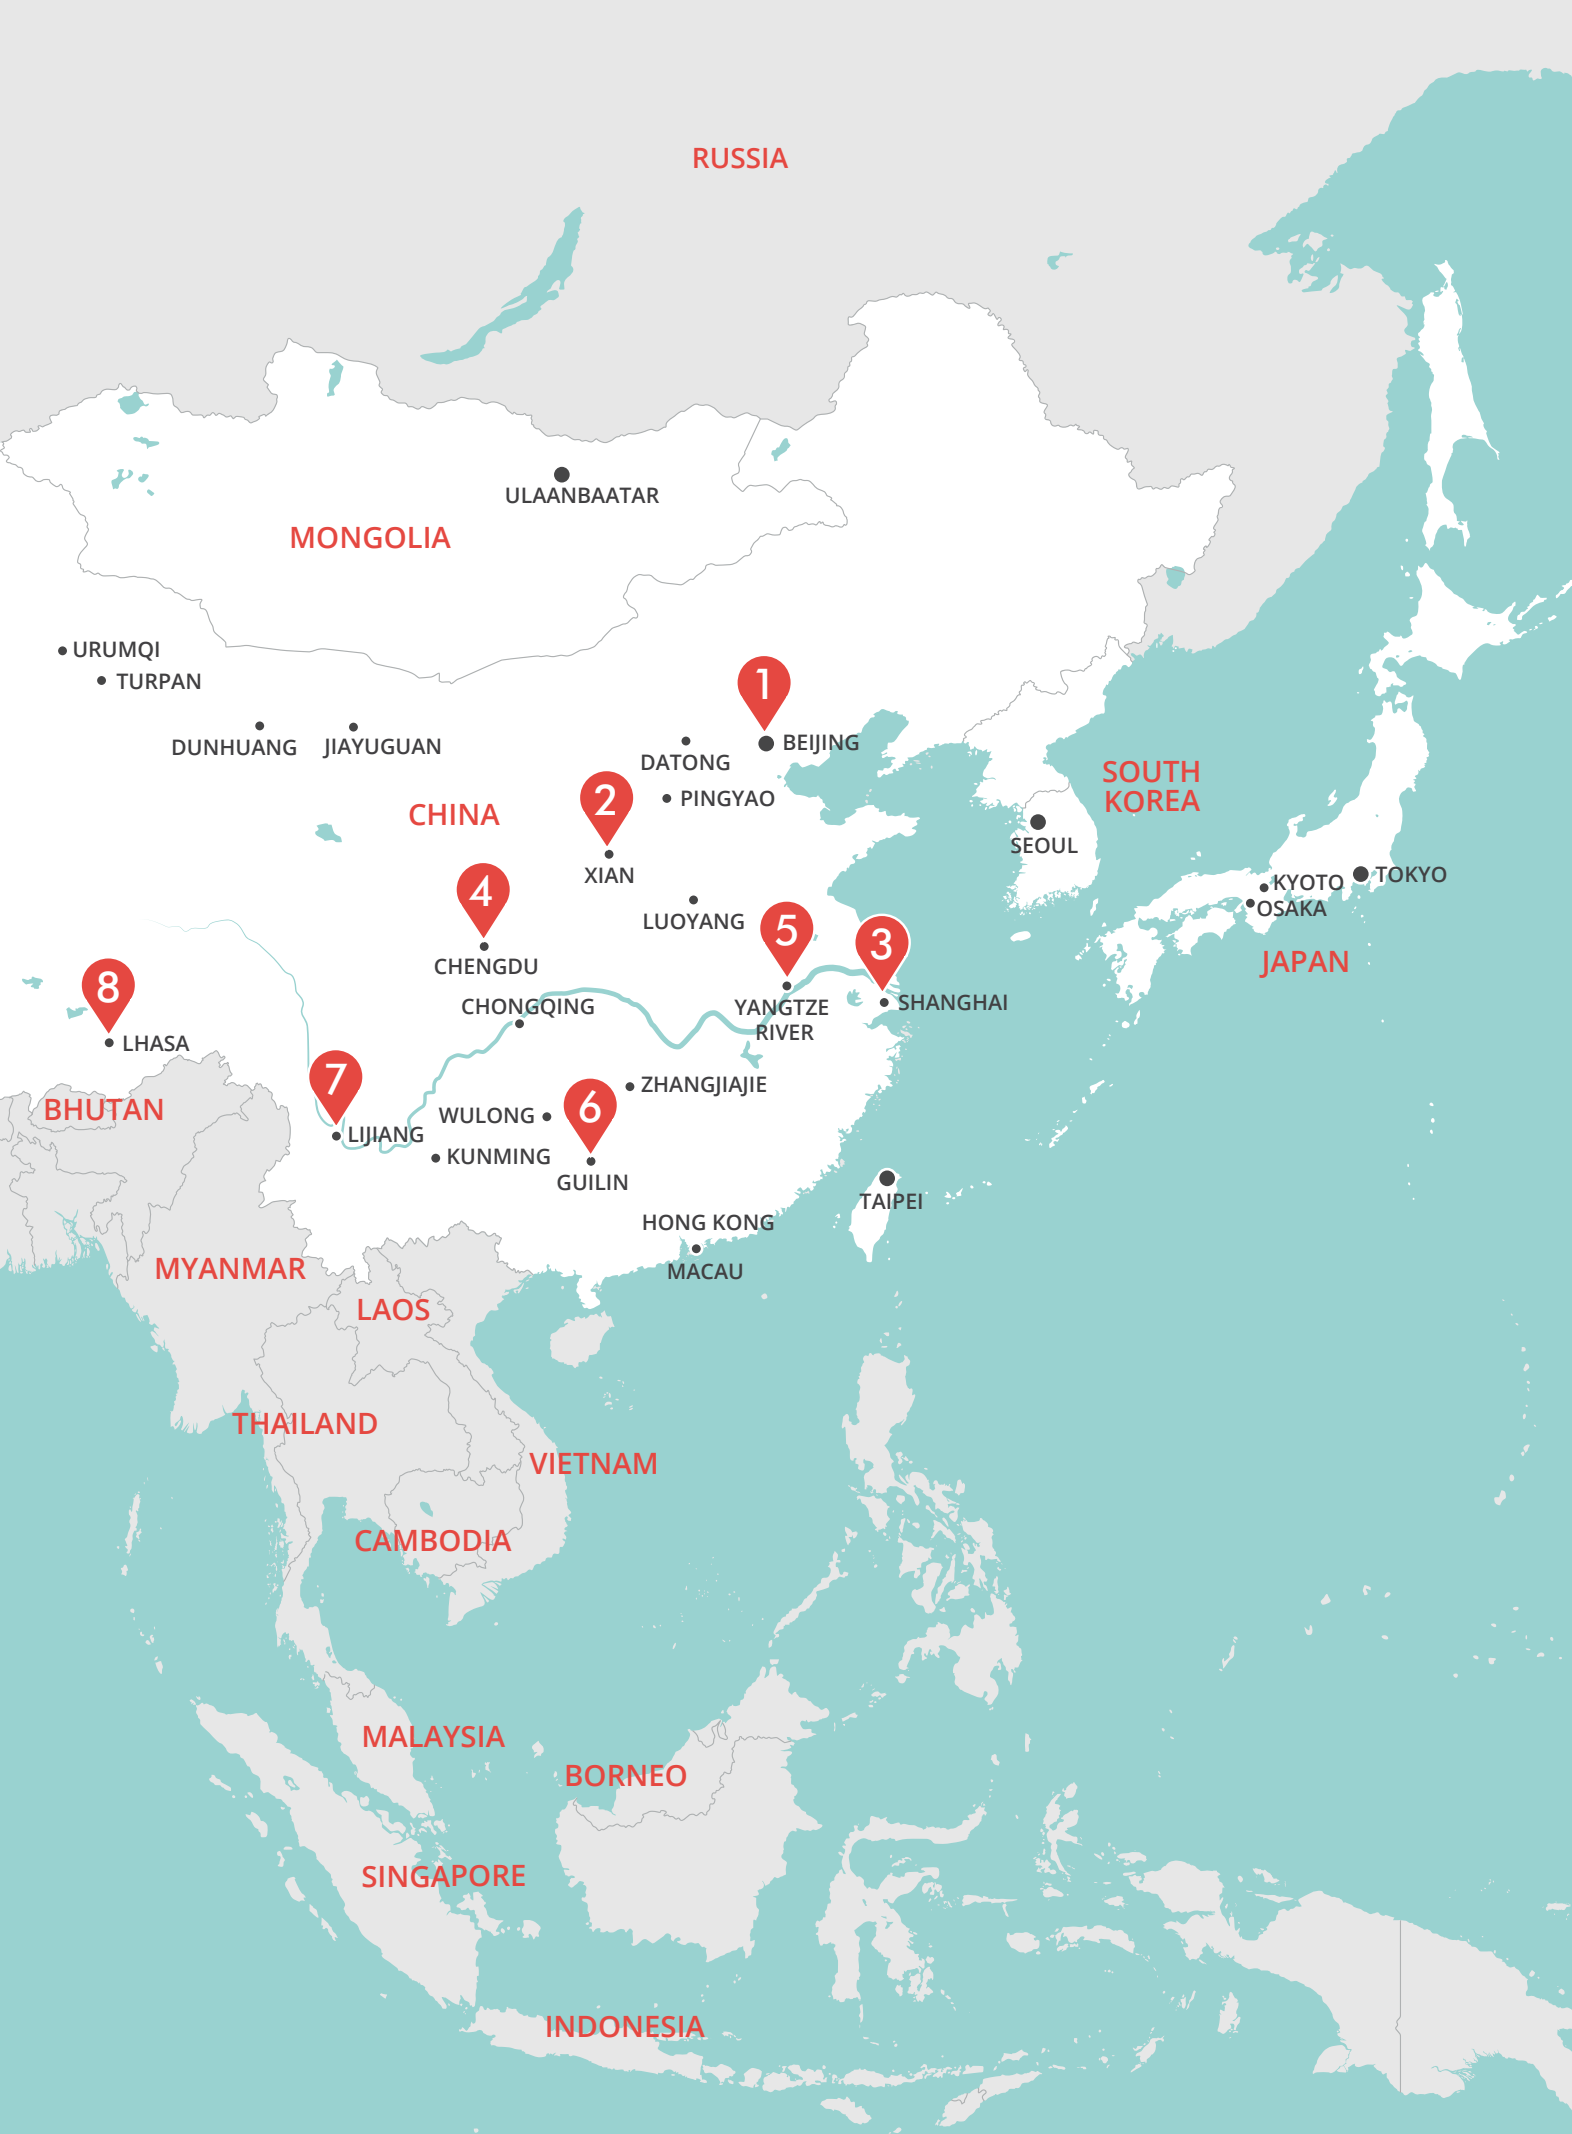 RUSSIA
ULAANBAATAR
MONGOLIA
URUMQI
TURPAN
DUNHUANG
JIAYUGUAN
1
BEIJING
DATONG
PINGYAO
SOUTH
KOREA
CHINA
2
XIAN
SEOUL
TOKYO
KYOTO
OSAKA
JAPAN
4
CHENGDU
LUOYANG
5
YANGTZE
RIVER
3
SHANGHAI
CHONGQING
8
LHASA
7
LIJIANG
BHUTAN
ZHANGJIAJIE
WULONG
6
GUILIN
KUNMING
TAIPEI
HONG KONG
MACAU
MYANMAR
LAOS
THAILAND
VIETNAM
CAMBODIA
MALAYSIA
BORNEO
SINGAPORE
INDONESIA